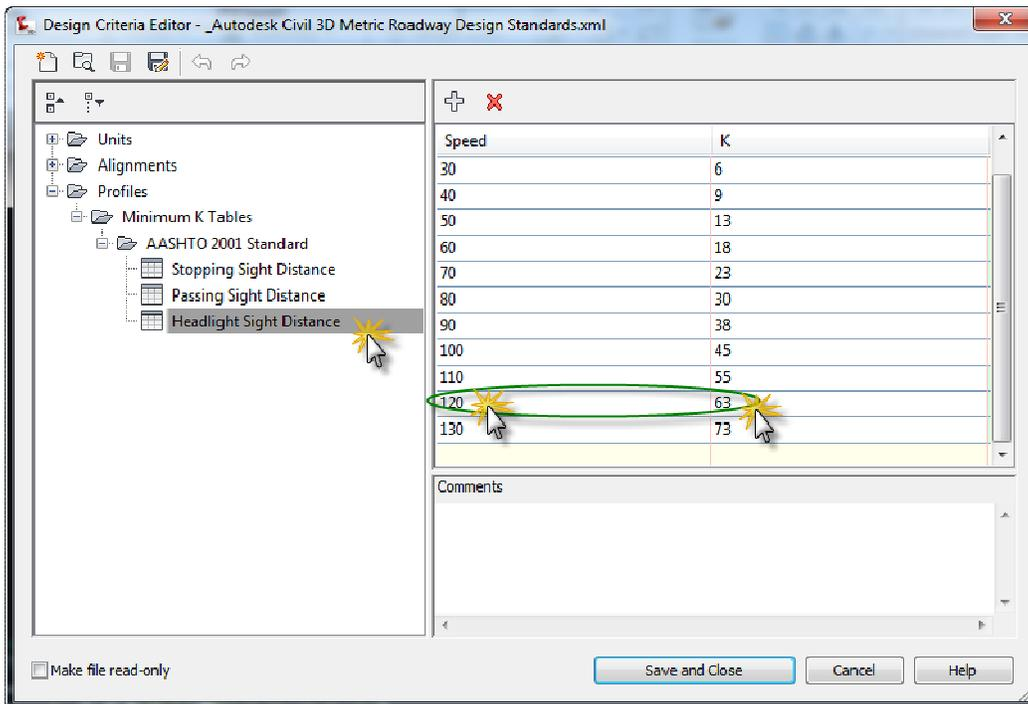 Design Criteria Editor - _Autodesk Civil 3D Metric Roadway Design Standards.xml
Units
Alignments
Profiles
Minimum K Tables
AASHTO 2001 Standard
Stopping Sight Distance
Passing Sight Distance
Headlight Sight Distance
Speed K
30 6
40 9
50 13
60 18
70 23
80 30
90 38
100 45
110 55
120 63
130 73
Comments
Make file read-only
Save and Close Cancel Help